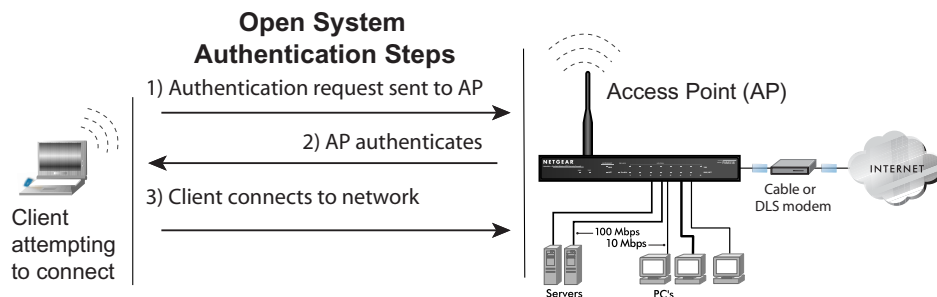 Open System
Authentication Steps
1) Authentication request sent to AP
2) AP authenticates
3) Client connects to network
Client
attempting
to connect
Access Point (AP)
NETGEAR
INTERNET
Cable or
DLS modem
100 Mbps
10 Mbps
Servers
PC's